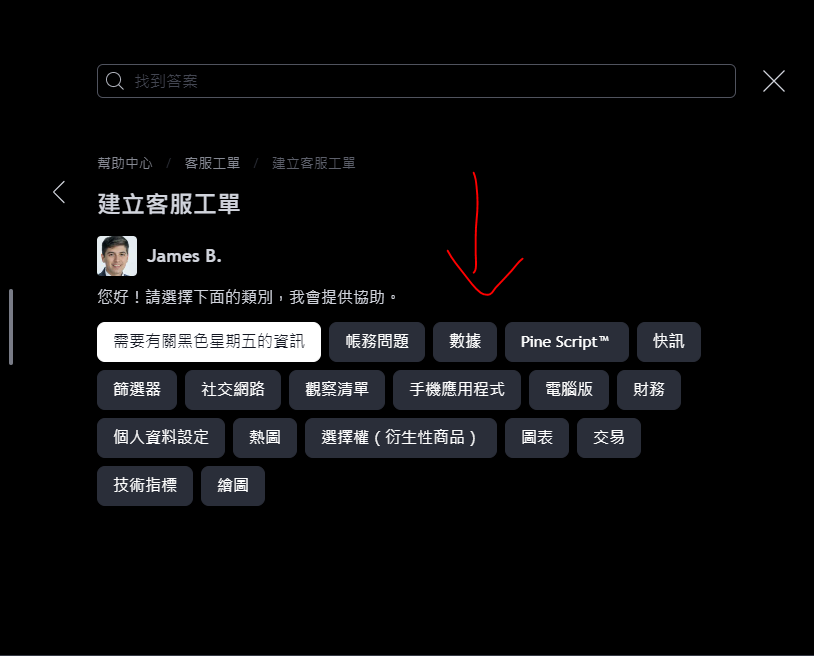 找到答案
幫助中心 / 客服工單 / 建立客服工單
建立客服工單
James B.
您好！請選擇下面的類別，我會提供協助。
需要有關黑色星期五的資訊 帳務問題 數據 Pine Script™ 快訊
篩選器 社交網路 觀察清單 手機應用程式 電腦版 財務
個人資料設定 熱圖 選擇權（衍生性商品） 圖表 交易
技術指標 繪圖